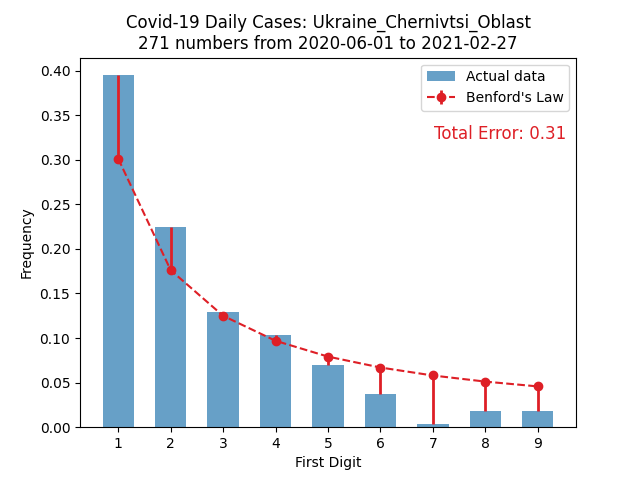 Covid-19 Daily Cases: Ukraine_Chernivtsi_Oblast
271 numbers from 2020-06-01 to 2021-02-27
Actual data
Benford's Law
Total Error: 0.31
Frequency
0.40
0.35
0.30
0.25
0.20
0.15
0.10
0.05
0.00
1 2 3 4 5 6 7 8 9
First Digit